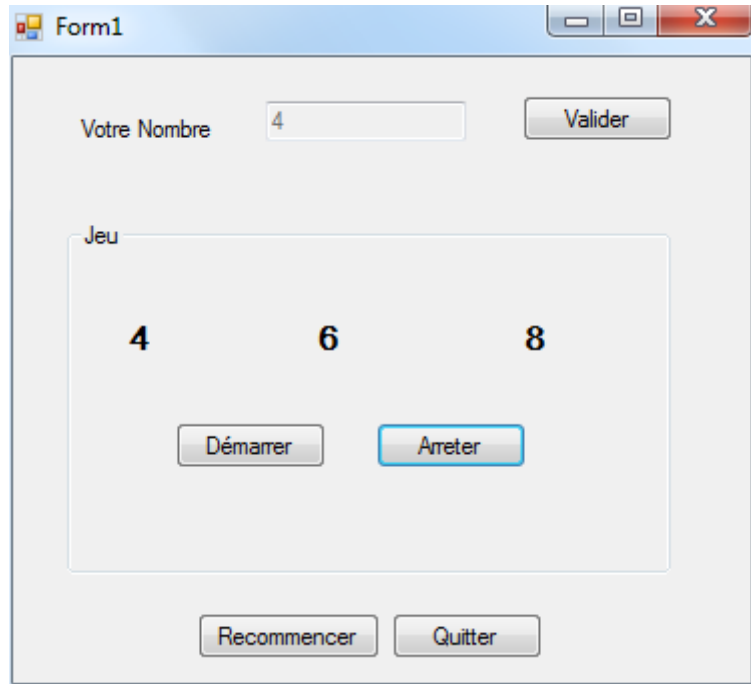 Form1
Votre Nombre 4 Valider
Jeu
4 6 8
Démarrer Arreter
Recommencer Quitter